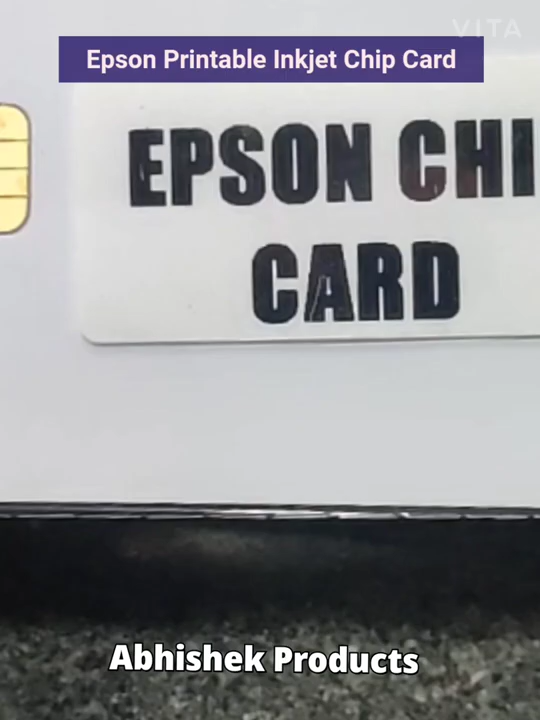 VITA
Epson Printable Inkjet Chip Card
EPSON CHI
CARD
Abhishek Products